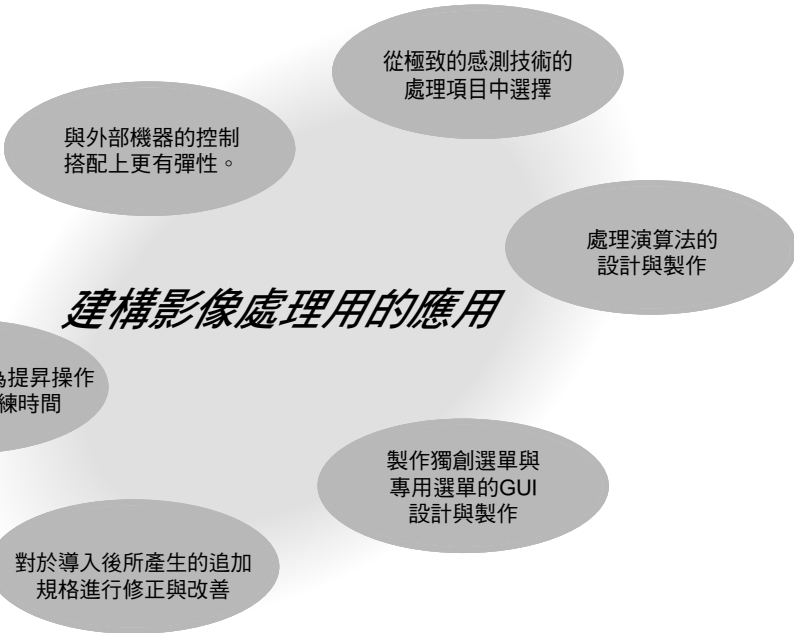 從極致的感測技術的
處理項目中選擇
與外部機器的控制
搭配上更有彈性。
處理演算法的
設計與製作
建構影像處理用的應用
提昇操作
練時間
製作獨創選單與
專用選單的GUI
設計與製作
對於導入後所產生的追加
規格進行修正與改善